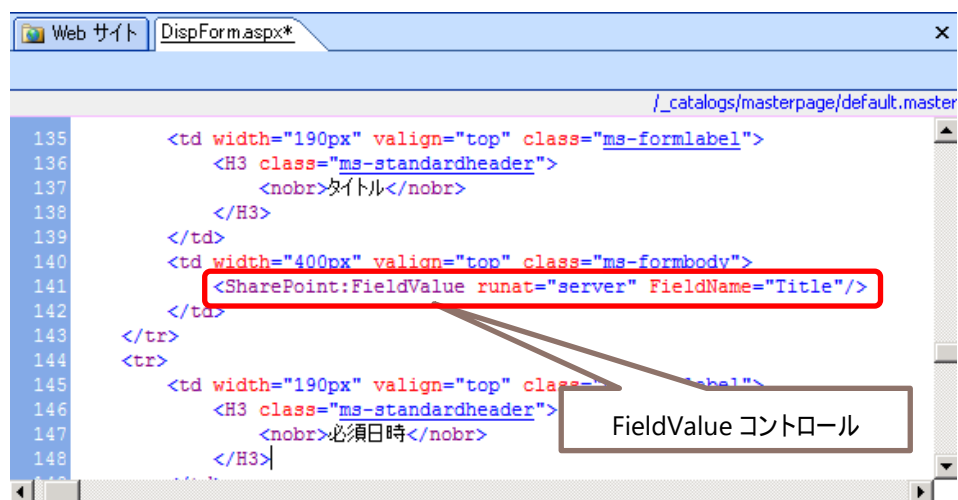 Web サイト DispForm.aspx*
/_catalogs/masterpage/default.master
135 <td width="190px" valign="top" class="ms-formlabel">
136 <H3 class="ms-standardheader">
137 <nobr>タイトル</nobr>
138 </H3>
139 </td>
140 <td width="400px" valign="top" class="ms-formbody">
141 <SharePoint:FieldValue runat="server" FieldName="Title"/>
142 </td>
143 </tr>
144 <tr>
145 <td width="190px" valign="top"
146 <H3 class="ms-standardheader">
147 <nobr>必須日時</nobr>
148 </H3>
FieldValue コントロール